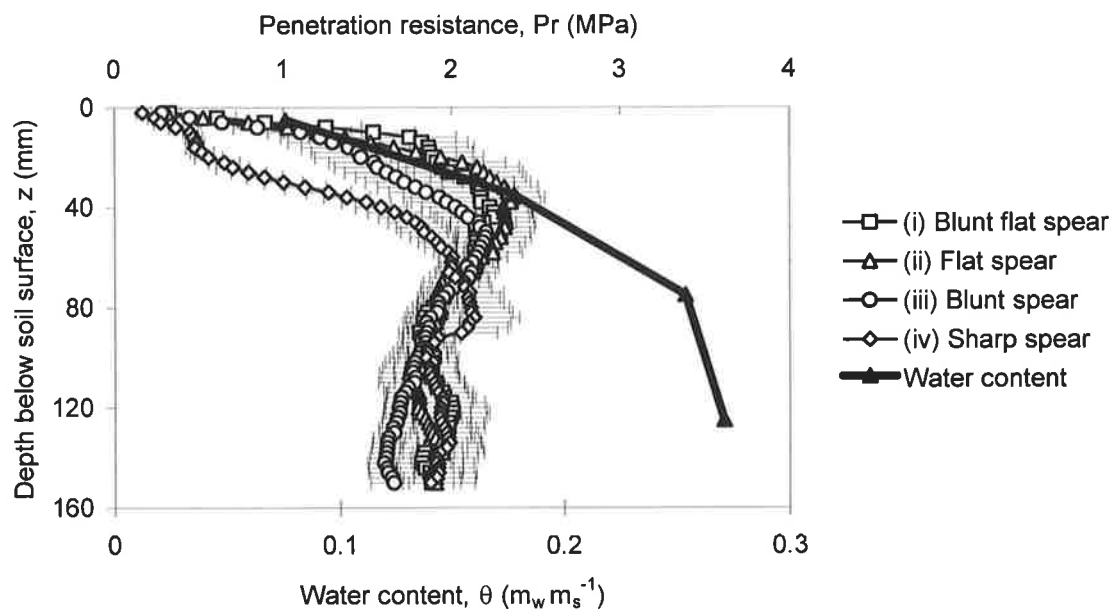 Penetration resistance, Pr (MPa)
0 1 2 3 4
Depth below soil surface, z (mm)
0
40
80
120
160
0 0.1 0.2 0.3
Water content, θ (m_w m_s^-1)
(i) Blunt flat spear
(ii) Flat spear
(iii) Blunt spear
(iv) Sharp spear
Water content